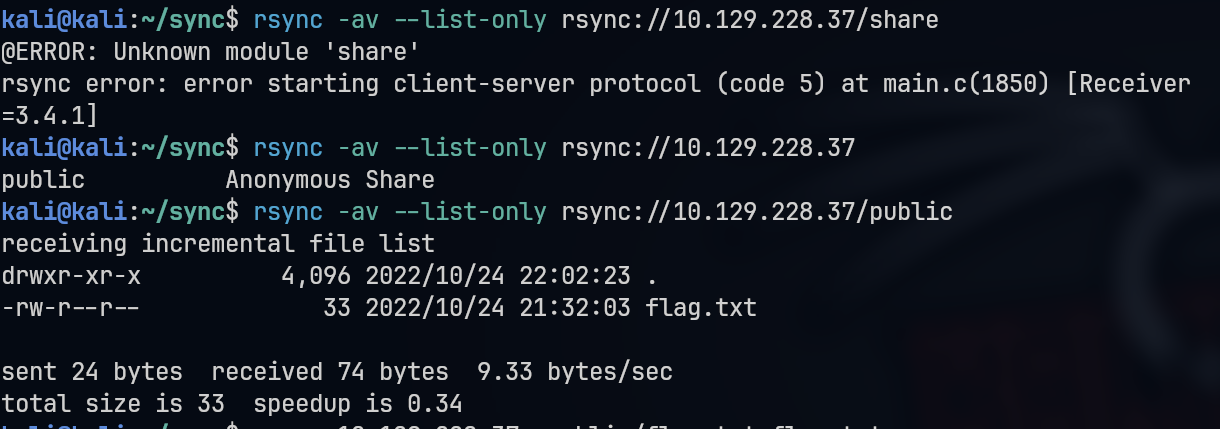 kali@kali:~/sync$ rsync -av --list-only rsync://10.129.228.37/share
@ERROR: Unknown module 'share'
rsync error: error starting client-server protocol (code 5) at main.c(1850) [Receiver
=3.4.1]
kali@kali:~/sync$ rsync -av --list-only rsync://10.129.228.37
public          Anonymous Share
kali@kali:~/sync$ rsync -av --list-only rsync://10.129.228.37/public
receiving incremental file list
drwxr-xr-x          4,096 2022/10/24 22:02:23 .
-rw-r--r--             33 2022/10/24 21:32:03 flag.txt
sent 24 bytes  received 74 bytes  9.33 bytes/sec
total size is 33  speedup is 0.34
kali@kali:~/sync$